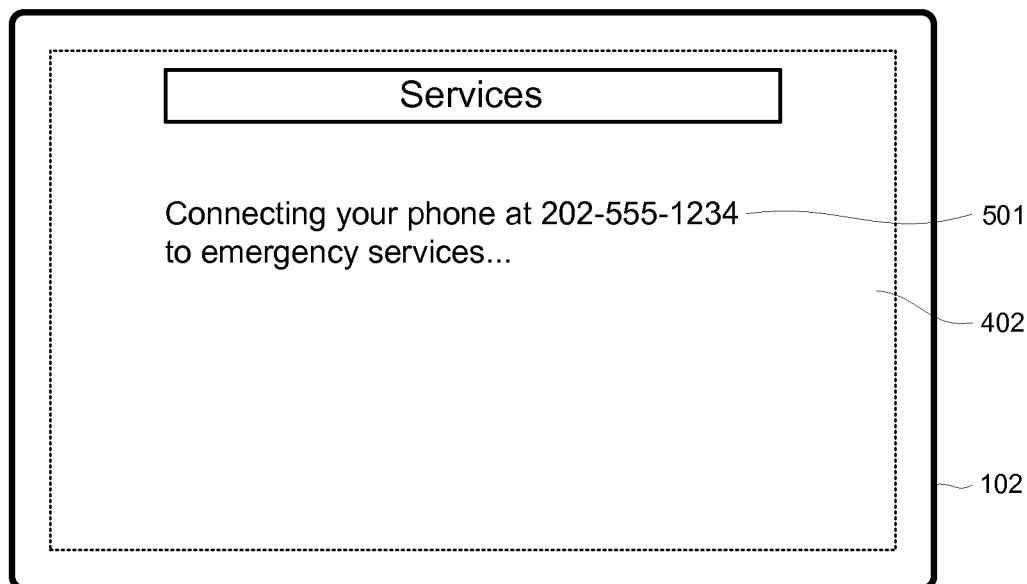 Services
Connecting your phone at 202-555-1234
501
to emergency services...
402
102